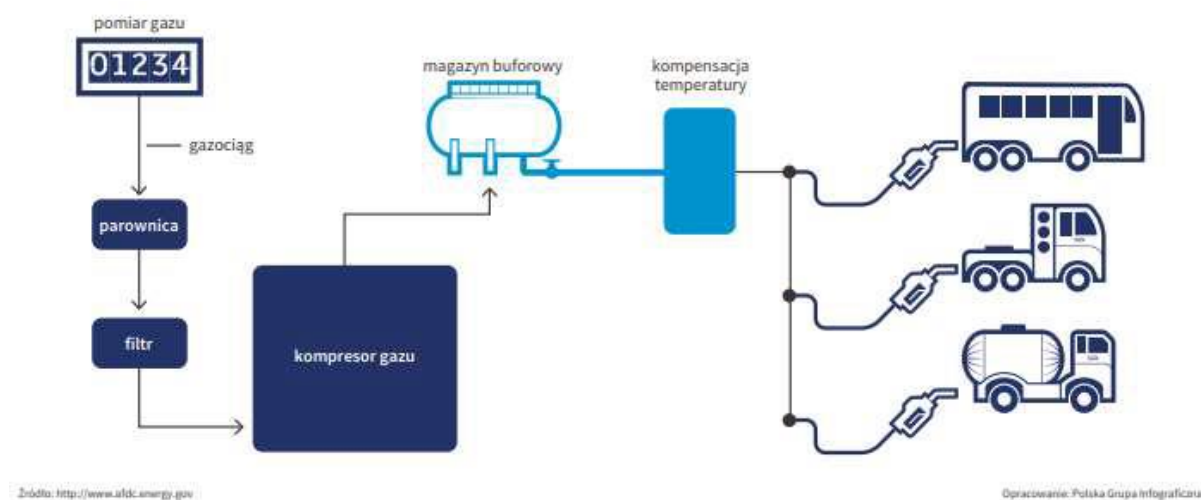 pomiar gazu
01234
gazociąg
parownica
filtr
kompresor gazu
magazyn buforowy
kompensacja
temperatury
Źródło: http://www.afdc.energy.gov
Opracowanie: Polska Grupa Infograficzna